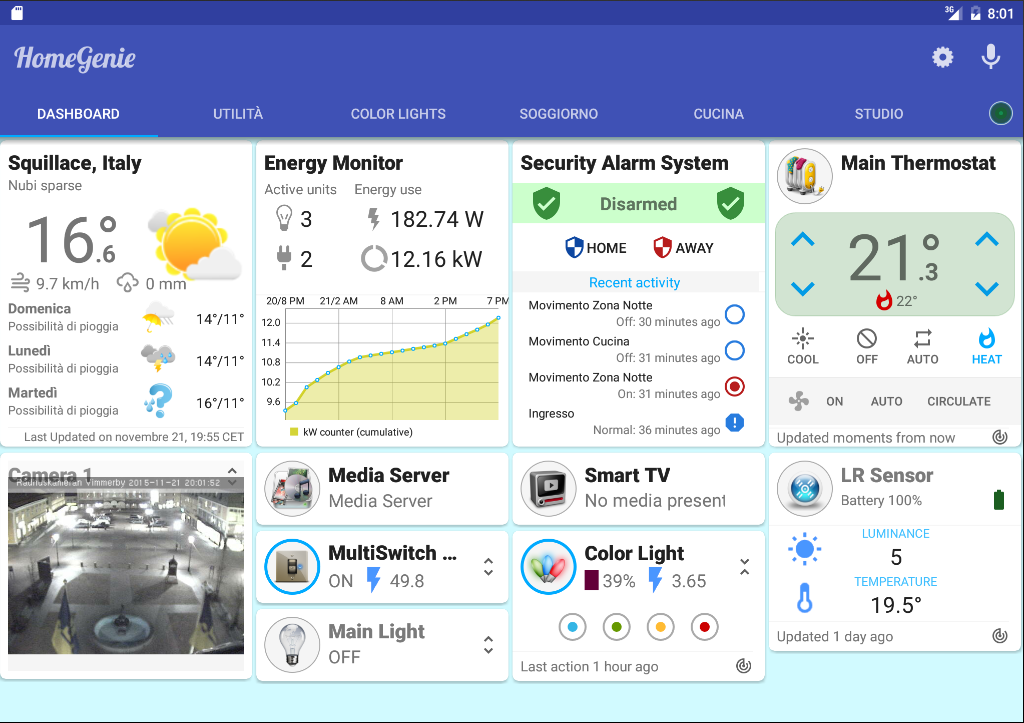 3G 8:01
HomeGenie
DASHBOARD UTILITÀ COLOR LIGHTS SOGGIORNO CUCINA STUDIO
Squillace, Italy
Nubi sparse
16°.6
9.7 km/h 0 mm
Domenica
Possibilità di pioggia 14°/11°
Lunedì
Possibilità di pioggia 14°/11°
Martedì
Possibilità di pioggia 16°/11°
Last Updated on novembre 21, 19:55 CET
Energy Monitor
Active units Energy use
3 182.74 W
2 12.16 kW
20/8 PM 21/2 AM 8 AM 2 PM 7 PM
12.0
11.4
10.8
10.2
9.6
kW counter (cumulative)
Security Alarm System
Disarmed
HOME AWAY
Recent activity
Movimento Zona Notte
Off: 30 minutes ago
Movimento Cucina
Off: 31 minutes ago
Movimento Zona Notte
On: 31 minutes ago
Ingresso
Normal: 36 minutes ago
Main Thermostat
21°.3
22°
COOL OFF AUTO HEAT
ON AUTO CIRCULATE
Updated moments from now
Camera 1
Radhuskameran Vimmerby 2015-11-21 20:01:52
Media Server
Media Server
MultiSwitch ...
ON 49.8
Main Light
OFF
Smart TV
No media present
Color Light
39% 3.65
Last action 1 hour ago
LR Sensor
Battery 100%
LUMINANCE
5
TEMPERATURE
19.5°
Updated 1 day ago